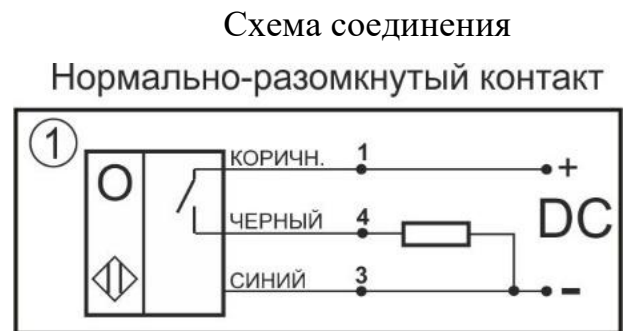 Схема соединения
Нормально-разомкнутый контакт
1
О
КОРИЧН. 1 +
ЧЕРНЫЙ 4 DC
СИНИЙ 3 -